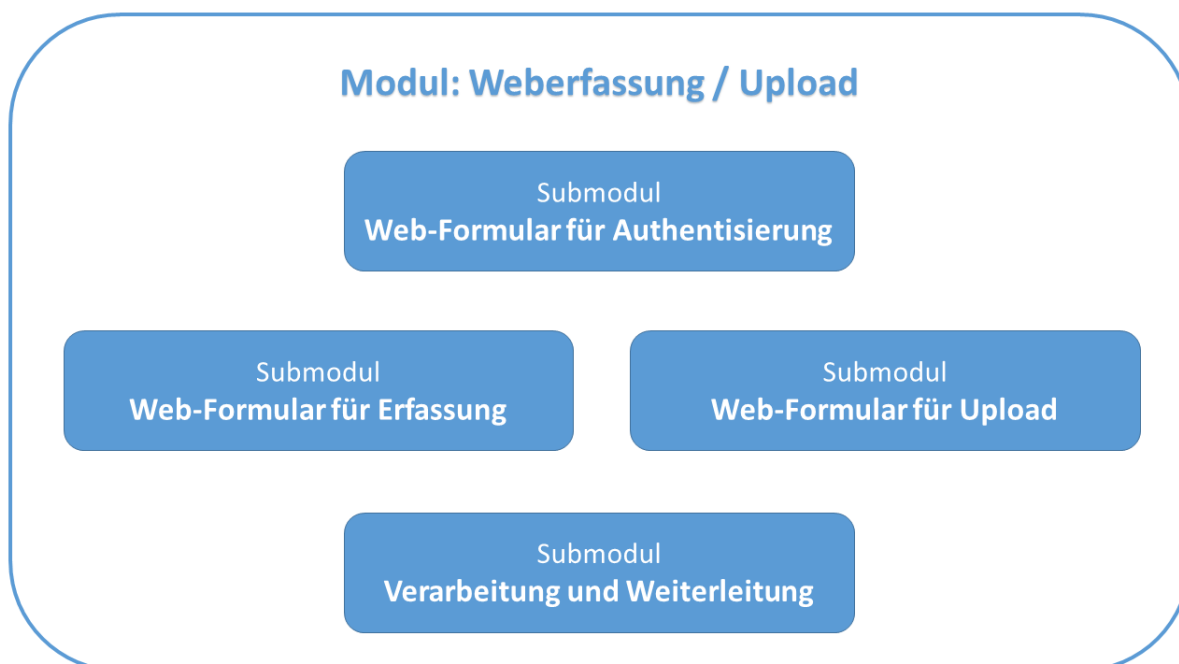 Modul: Weberfassung / Upload
Submodul
Web-Formular für Authentisierung
Submodul
Web-Formular für Erfassung
Submodul
Web-Formular für Upload
Submodul
Verarbeitung und Weiterleitung